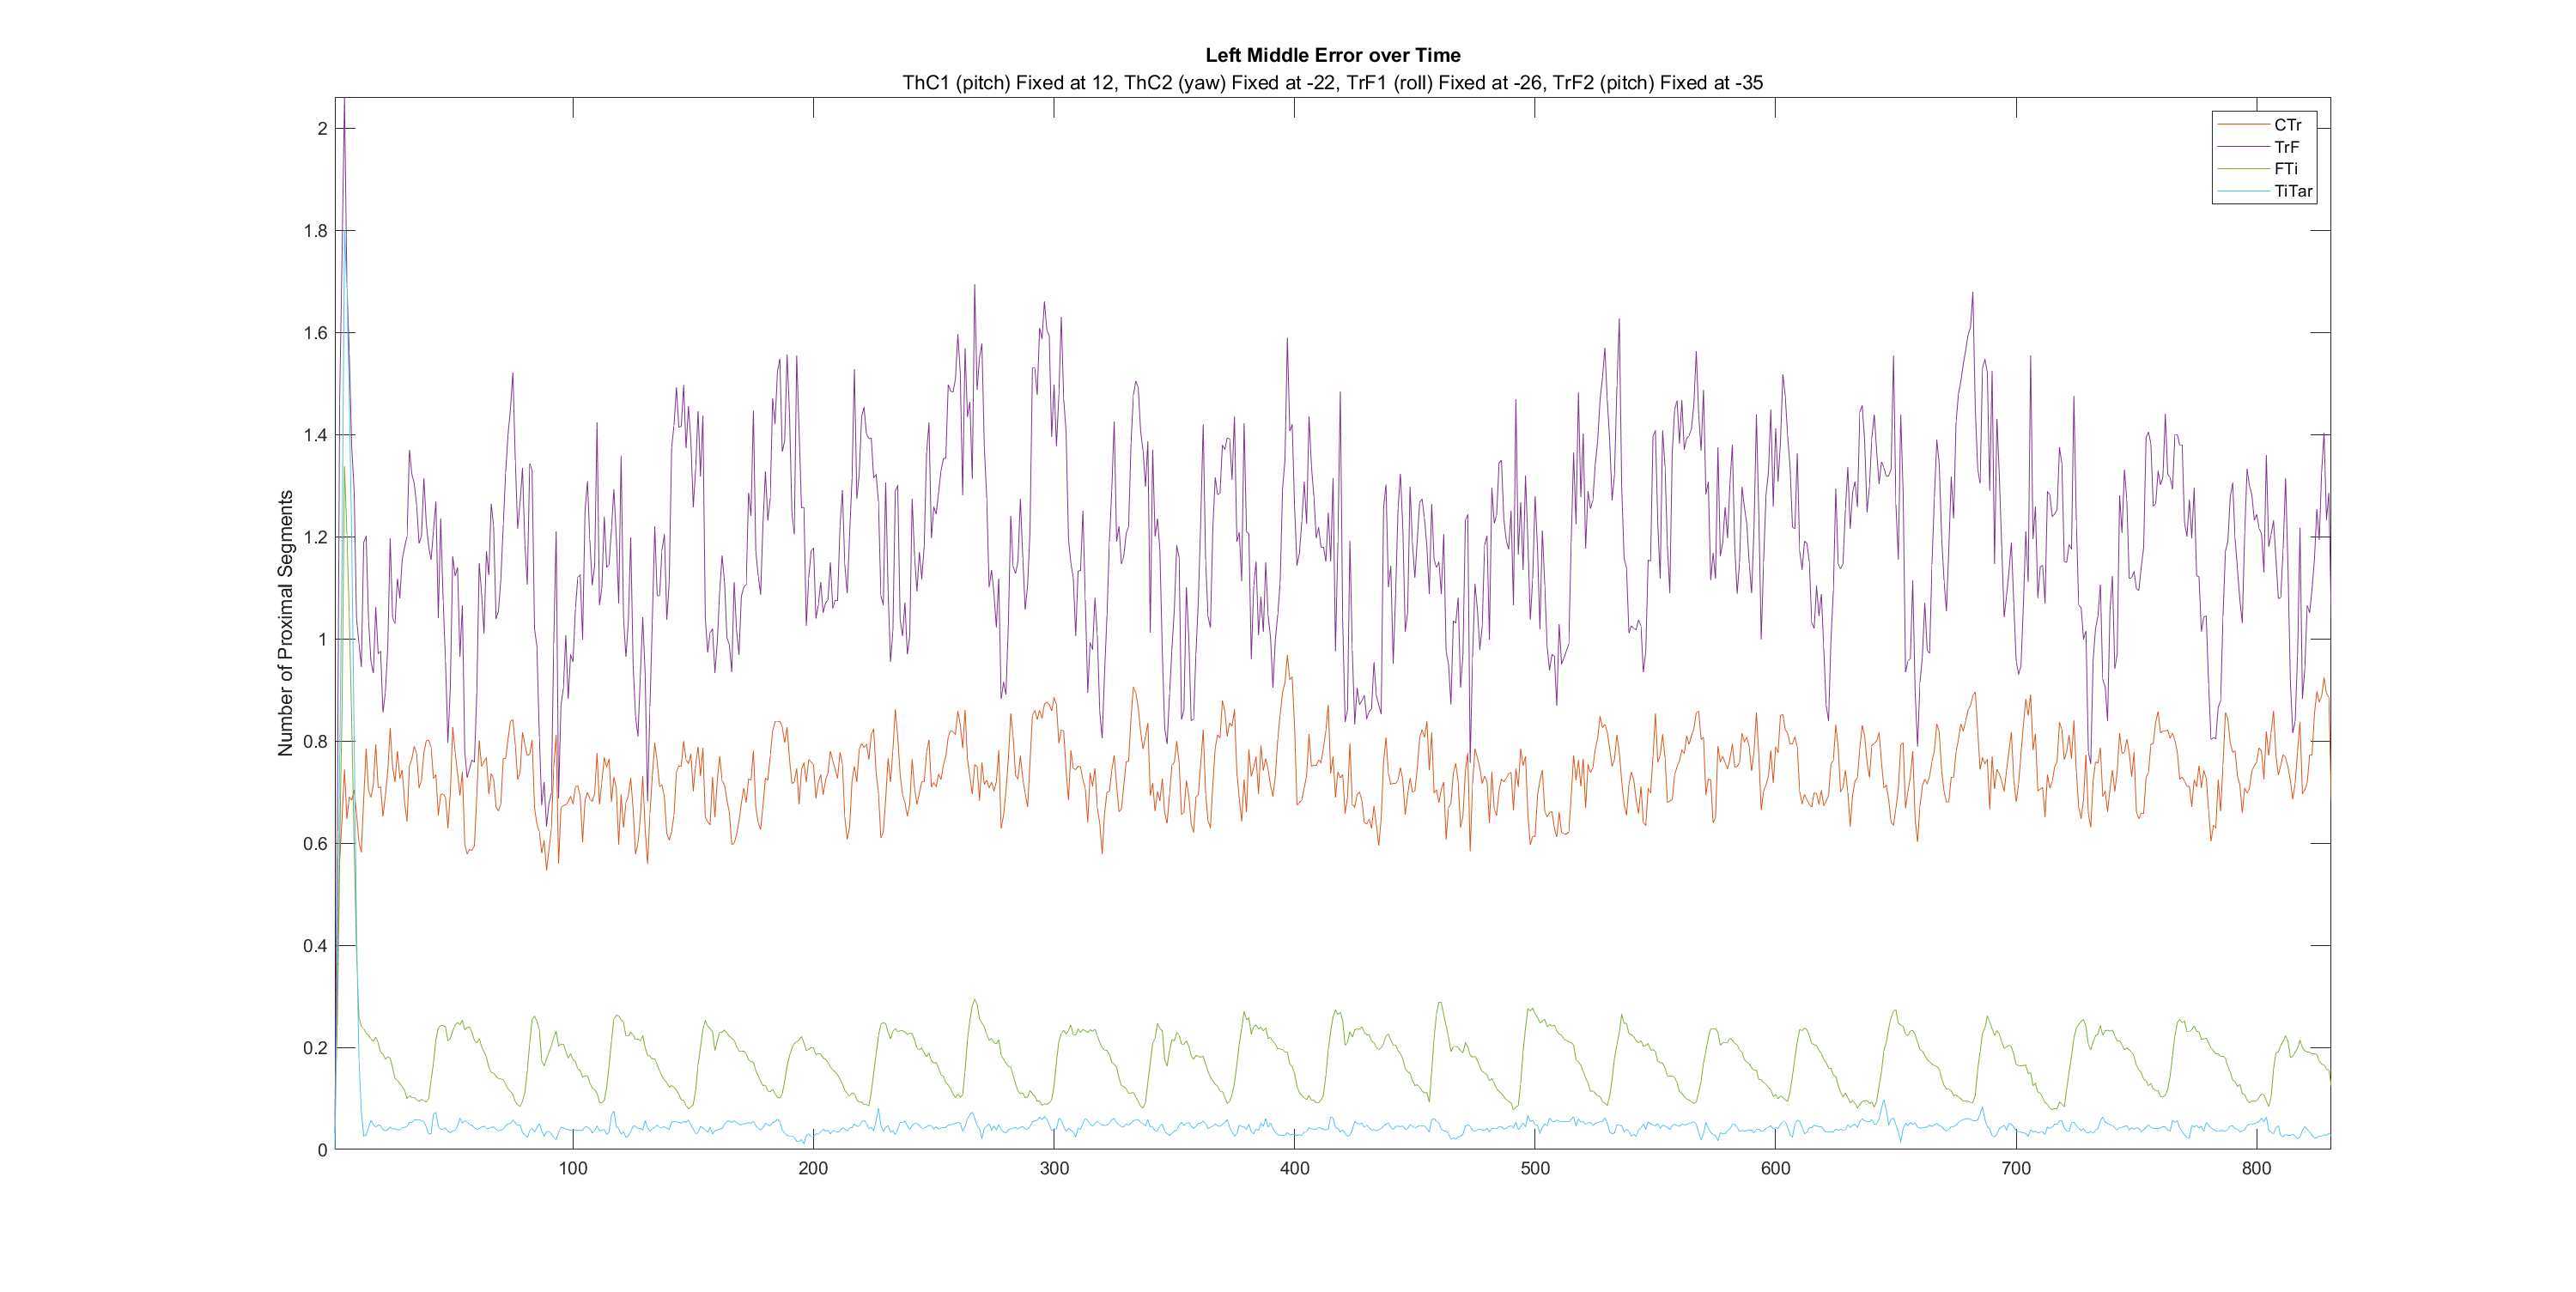 Left Middle Error over Time
ThC1 (pitch) Fixed at 12, ThC2 (yaw) Fixed at -22, TrF1 (roll) Fixed at -26, TrF2 (pitch) Fixed at -35
CTr
TrF
FTi
TiTar
Number of Proximal Segments
2
1.8
1.6
1.4
1.2
1
0.8
0.6
0.4
0.2
0
100 200 300 400 500 600 700 800